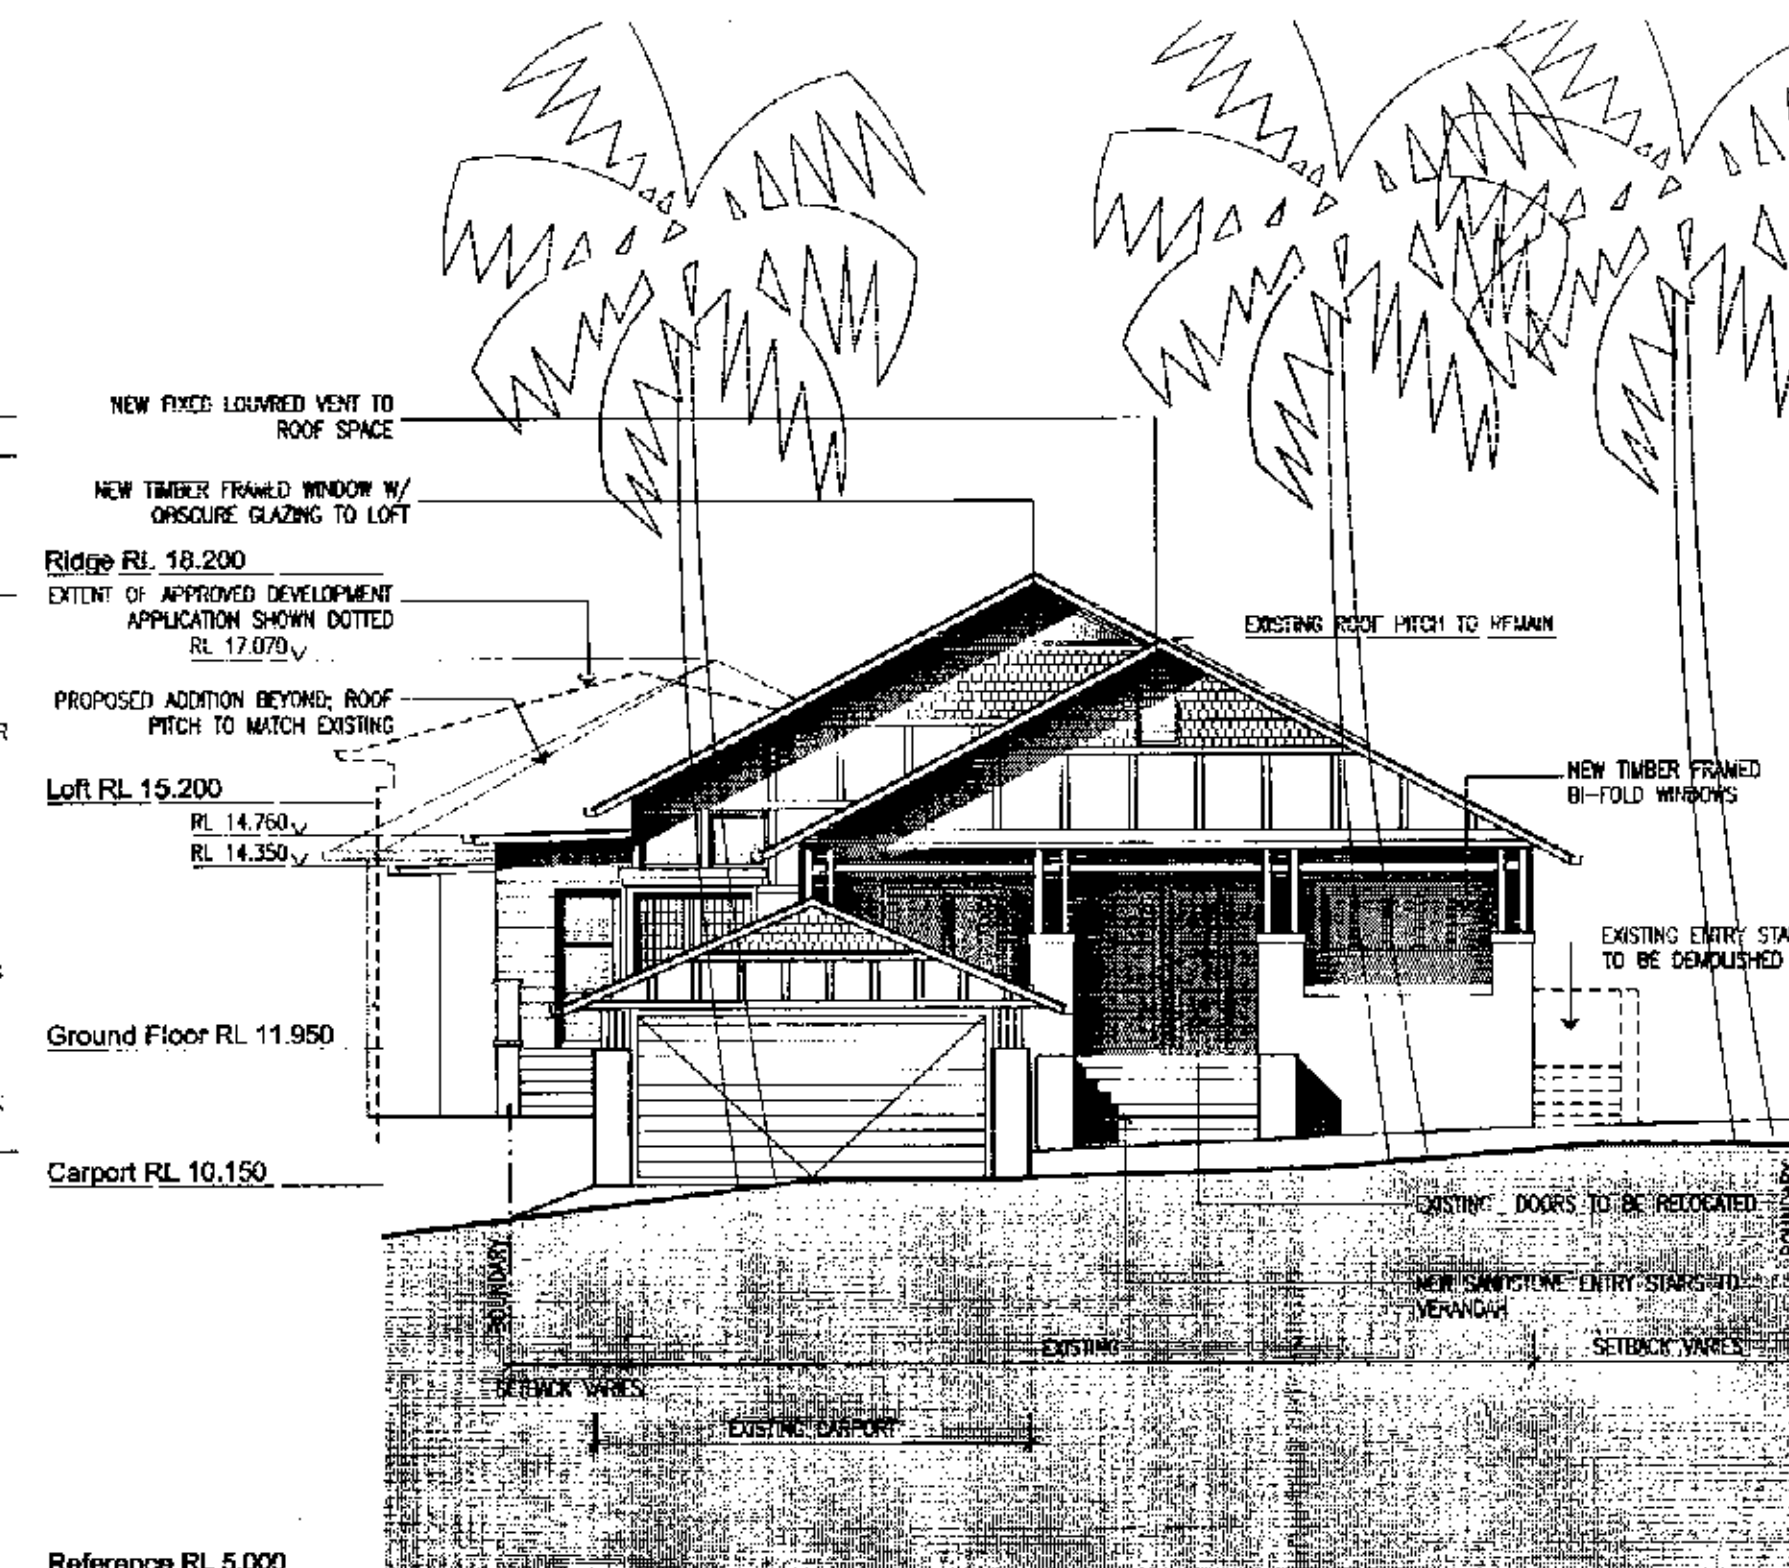 NEW FIXED LOUVRED VENT TO
ROOF SPACE
NEW TIMBER FRAMED WINDOW W/
OBSCURE GLAZING TO LOFT
Ridge RL 18.200
EXTENT OF APPROVED DEVELOPMENT
APPLICATION SHOWN DOTTED
RL 17.070
EXISTING ROOF PITCH TO REMAIN
PROPOSED ADDITION BEYOND; ROOF
PITCH TO MATCH EXISTING
R
Loft RL 15.200
NEW TIMBER FRAMED
BI-FOLD WINDOWS
RL 14.760
RL 14.350
EXISTING ENTRY STA
TO BE DEMOLISHED
Ground Floor RL 11.950
Carport RL 10.150
EXISTING DOORS TO BE RELOCATED
BOUNDARY
NEW SANDSTONE ENTRY STAIRS TO
VERANDAH
EXISTING
SETBACK VARIES
SETBACK VARIES
EXISTING CARPORT
Reference RL 5.000